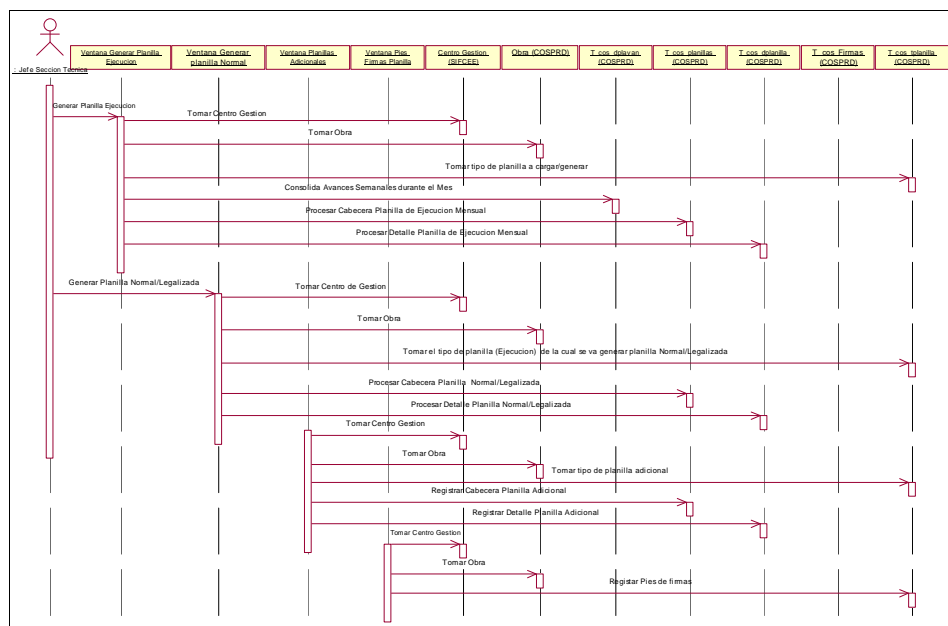 Ventana Generar Planilla
Ejecucion
Ventana Generar
planilla Normal
Ventana Planillas
Adicionales
Ventana Pies
Firmas Planilla
Centro Gestion
(SIFCEE)
Obra (COSPRD)
T_cos_dplavan
(COSPRD)
T_cos_planillas
(COSPRD)
T_cos_dplanilla
(COSPRD)
T_cos_Firmas
(COSPRD)
T_cos_tplanilla
(COSPRD)
: Jefe Seccion Tecnica
Generar Planilla Ejecucion
Tomar Centro Gestion
Tomar Obra
Tomar tipo de planilla a cargar/generar
Consolida Avances Semanales durante el Mes
Procesar Cabecera Planilla de Ejecucion Mensual
Procesar Detalle Planilla de Ejecucion Mensual
Generar Planilla Normal/Legalizada
Tomar Centro de Gestion
Tomar Obra
Tomar el tipo de planilla (Ejecucion) de la cual se va generar planilla Normal/Legalizada
Procesar Cabecera Planilla Normal/Legalizada
Procesar Detalle Planilla Normal/Legalizada
Tomar Centro Gestion
Tomar Obra
Tomar tipo de planilla adicional
Registrar Cabecera Planilla Adicional
Registrar Detalle Planilla Adicional
Tomar Centro Gestion
Tomar Obra
Registar Pies de firmas